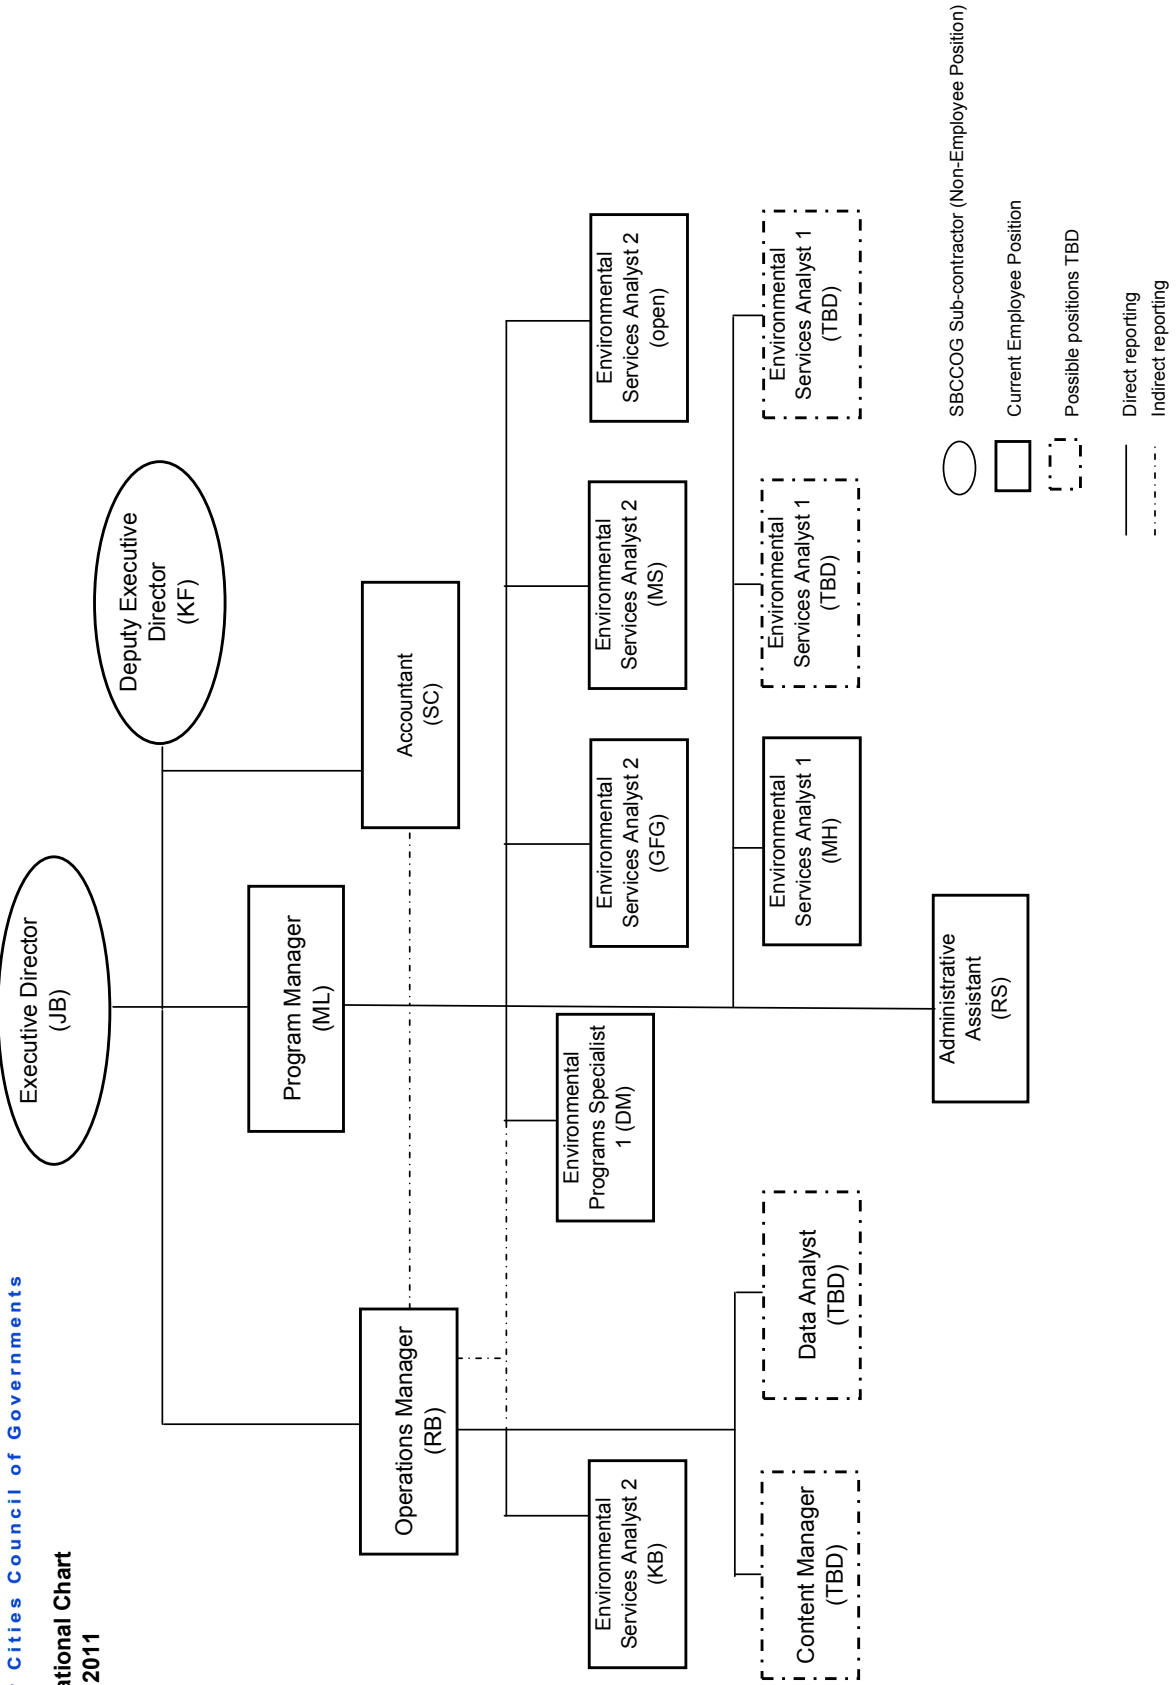 Cities Council of Governments
ational Chart
2011
Executive Director
(JB)
Deputy Executive
Director
(KF)
Program Manager
(ML)
Operations Manager
(RB)
Accountant
(SC)
Environmental
Services Analyst 2
(KB)
Environmental
Programs Specialist
1 (DM)
Environmental
Services Analyst 2
(GFG)
Environmental
Services Analyst 2
(MS)
Environmental
Services Analyst 2
(open)
Content Manager
(TBD)
Data Analyst
(TBD)
Environmental
Services Analyst 1
(MH)
Environmental
Services Analyst 1
(TBD)
Environmental
Services Analyst 1
(TBD)
Administrative
Assistant
(RS)
SBCCOG Sub-contractor (Non-Employee Position)
Current Employee Position
Possible positions TBD
Direct reporting
Indirect reporting